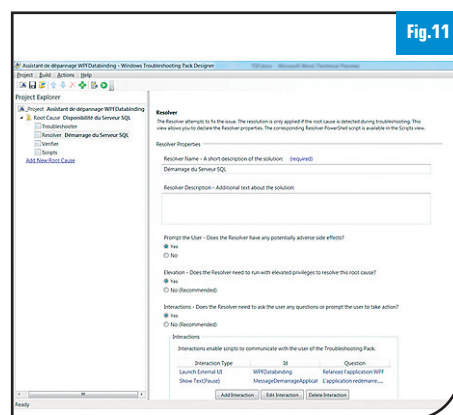 Fig.11
Assistant de dépannage WPFDatabinding - Windows Troubleshooting Pack Designer
Project Build Actions Help
Project Explorer
Project Assistant de dépannage WPFDatabinding
Root Cause Disponibilité du Serveur SQL
Troubleshooter
Resolver Démarrage du Serveur SQL
Verifier
Scripts
Add New Root Cause
Resolver
The Resolver attempts to fix the issue. The resolution is only applied if the root cause is detected during troubleshooting. This
view allows you to declare the Resolver properties. The corresponding Resolver PowerShell script is available in the Scripts view.
Resolver Properties
Resolver Name - A short description of the solution: (required)
Démarrage du Serveur SQL
Resolver Description - Additional text about the solution:
Prompt the User - Does the Resolver have any potentially adverse side effects?
Yes
No
Elevation - Does the Resolver need to run with elevated privileges to resolve this root cause?
Yes
No (Recommended)
Interactions - Does the Resolver need to ask the user any questions or prompt the user to take action?
Yes
No (Recommended)
Interactions
Interactions enable scripts to communicate with the user of the Troubleshooting Pack.
Interaction Type Id Question
Launch External UI WPFDatabinding Relancez l'application WPF
Show Text(Pause) MessageDemarrageApplicat L'application redemarre....
Add Interaction Edit Interaction Delete Interaction
Ready